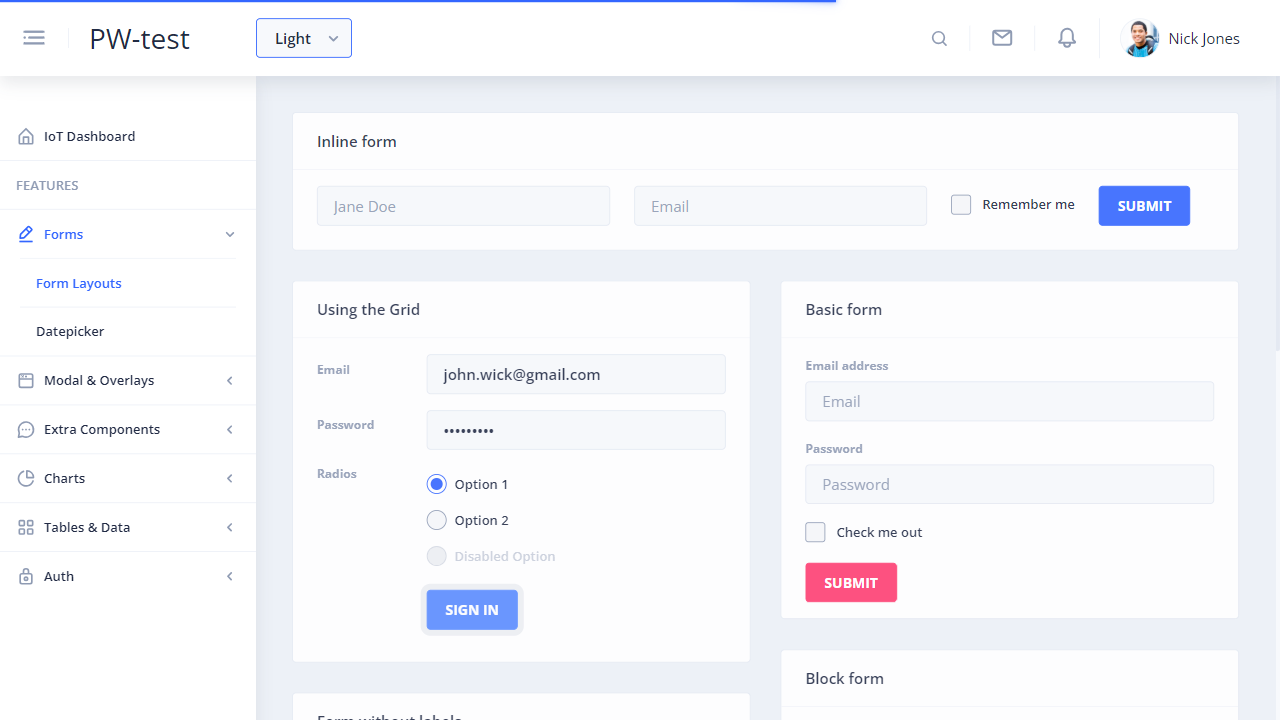 PW-test
Light
Nick Jones
IoT Dashboard
FEATURES
Forms
Form Layouts
Datepicker
Modal & Overlays
Extra Components
Charts
Tables & Data
Auth
Inline form
Jane Doe
Email
Remember me
SUBMIT
Using the Grid
Email
john.wick@gmail.com
Password
•••••••••
Radios
Option 1
Option 2
Disabled Option
SIGN IN
Basic form
Email address
Email
Password
Password
Check me out
SUBMIT
Form without labels
Block form